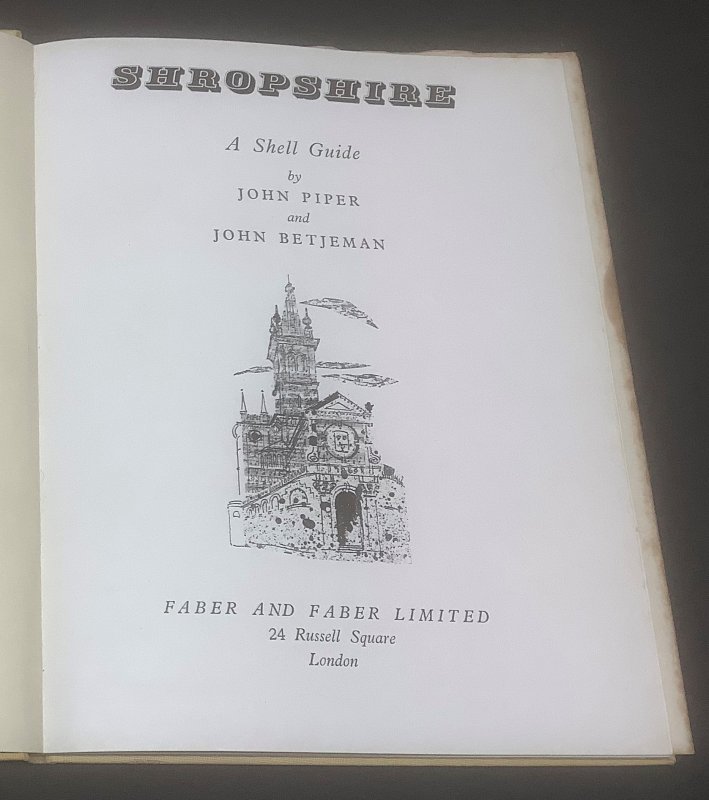 SHROPSHIRE
A Shell Guide
by
JOHN PIPER
and
JOHN BETJEMAN
FABER AND FABER LIMITED
24 Russell Square
London